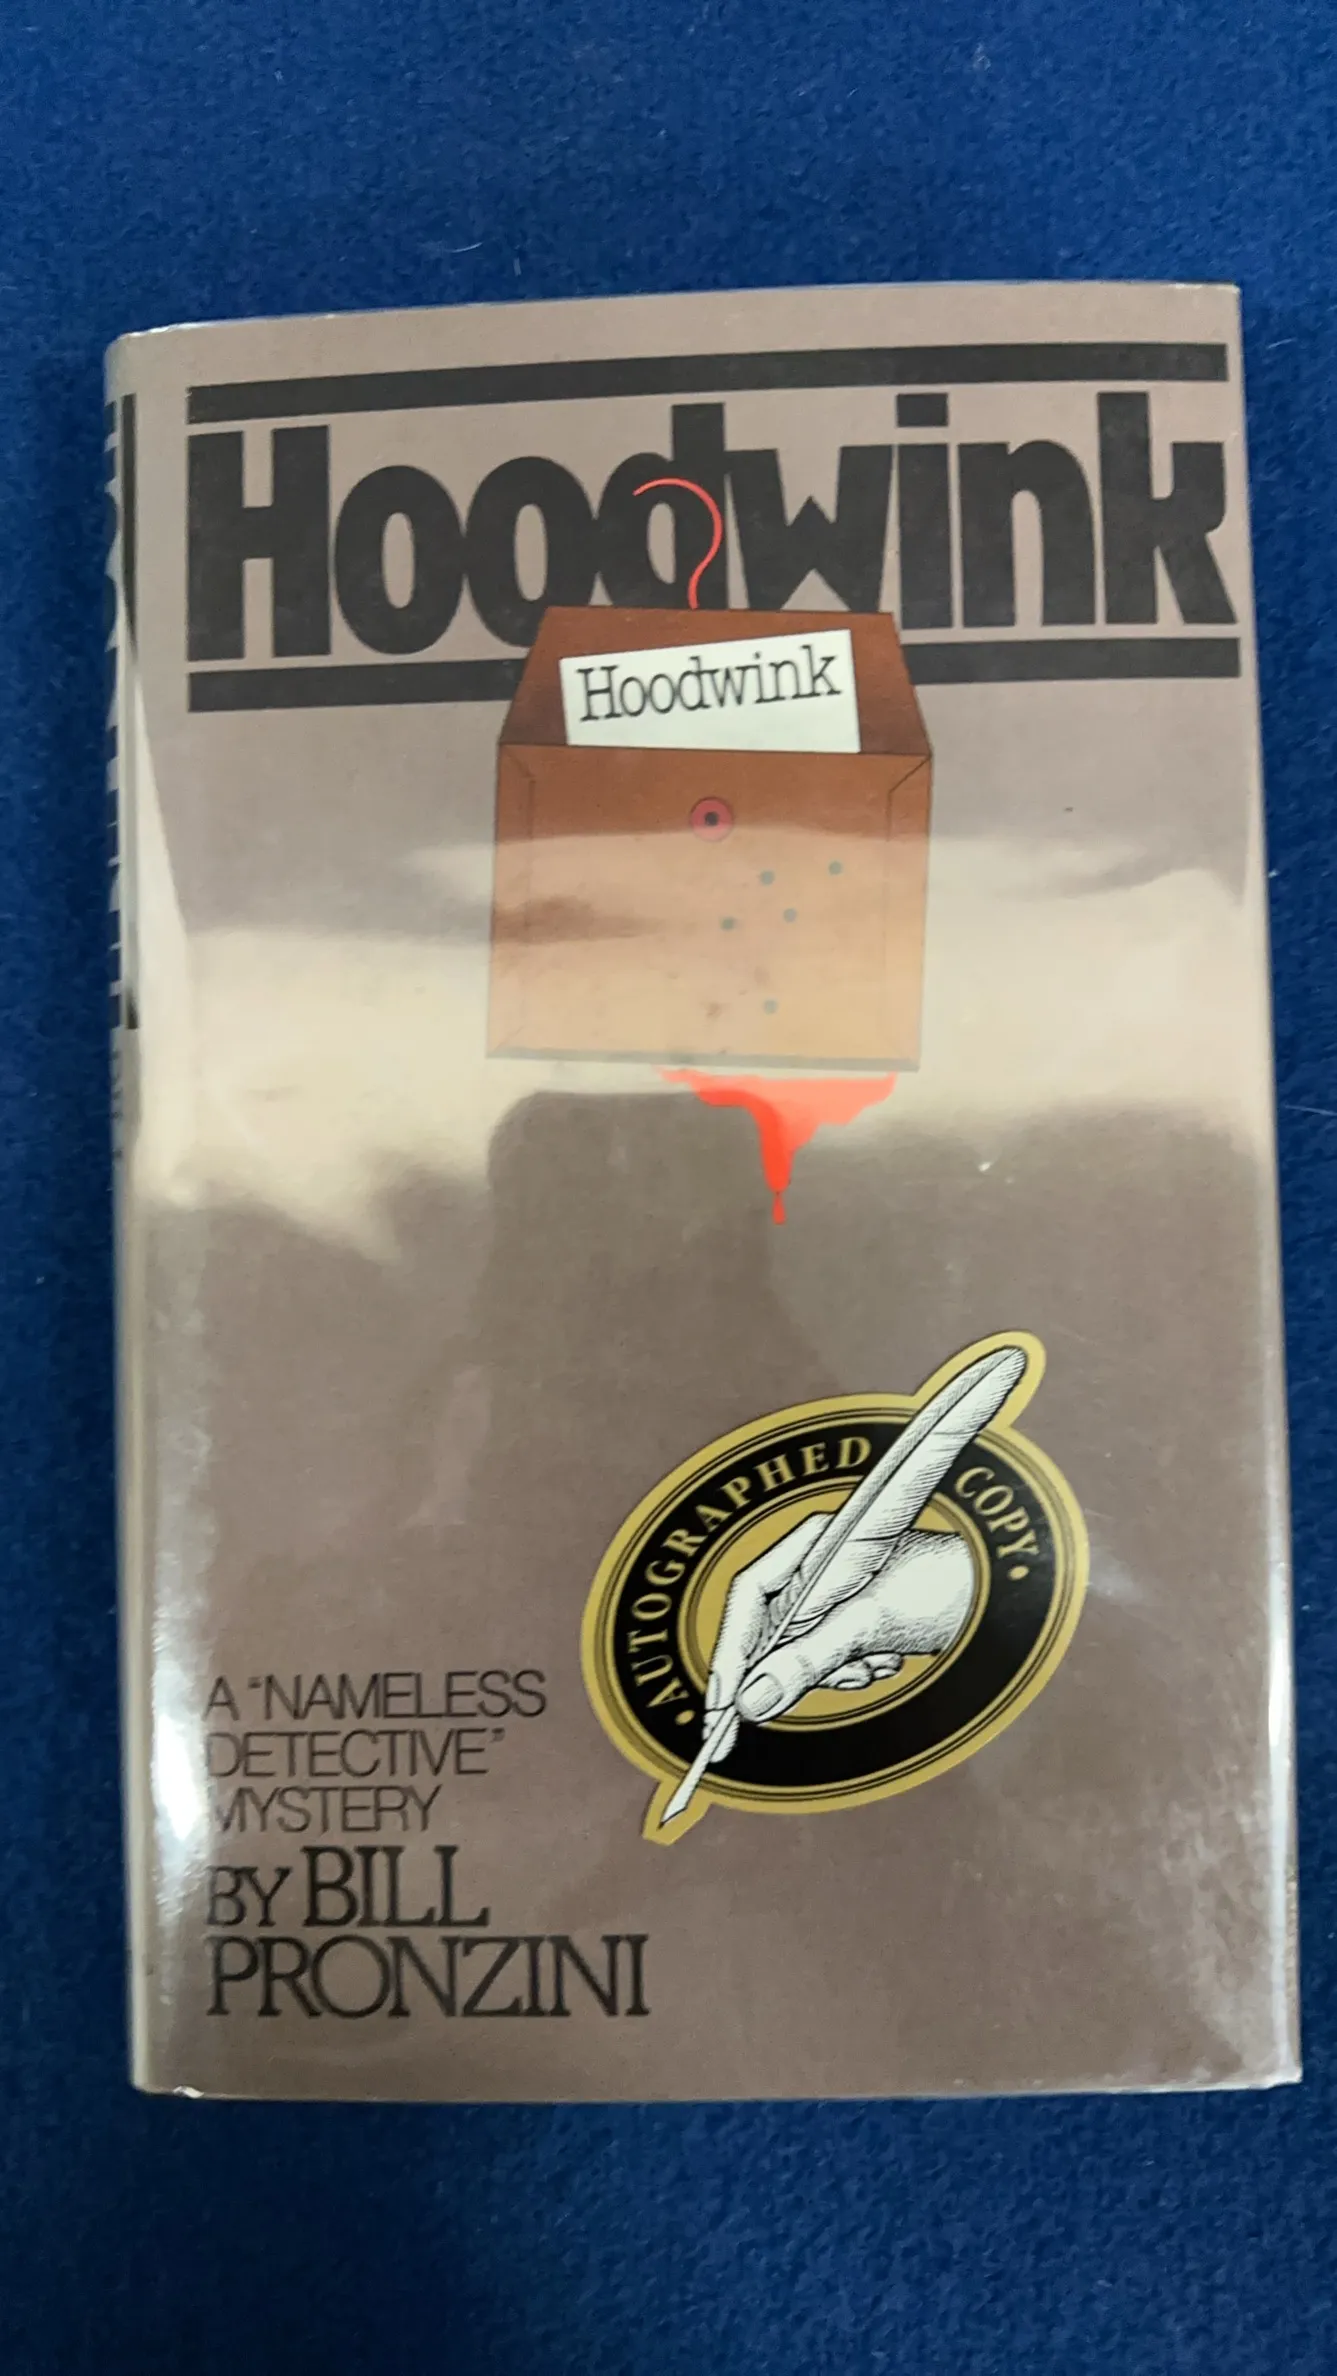 Hoodwink
Hoodwink
• AUTOGRAPHED COPY •
A "NAMELESS
DETECTIVE"
MYSTERY
BY BILL
PRONZINI